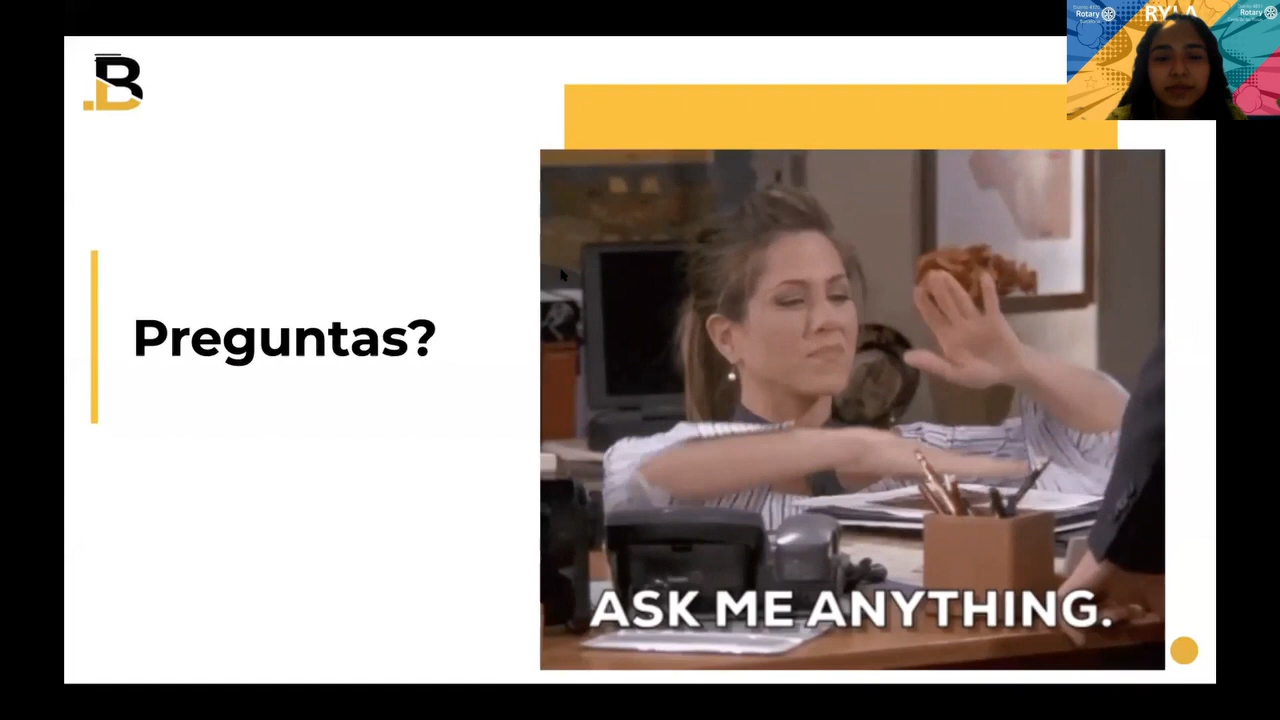 B
Preguntas?
ASK ME ANYTHING.
Rotary
RYLA
Rotary